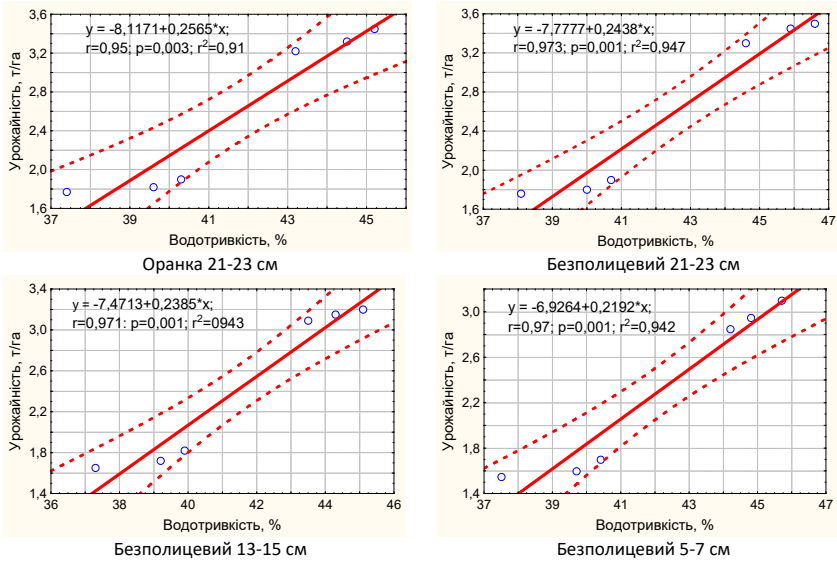 y = -8,1171+0,2565*x;
r=0,95; p=0,003; r²=0,91
Урожайність, т/га
3,6
3,2
2,8
2,4
2,0
1,6
37 39 41 43 45
Водотривкість, %
Оранка 21-23 см
y = -7,7777+0,2438*x;
r=0,973; p=0,001; r²=0,947
Урожайність, т/га
3,6
3,2
2,8
2,4
2,0
1,6
37 39 41 43 45 47
Водотривкість, %
Безполицевий 21-23 см
y = -7,4713+0,2385*x;
r=0,971: p=0,001; r²=0943
Урожайність, т/га
3,4
3,0
2,6
2,2
1,8
1,4
36 38 40 42 44 46
Водотривкість, %
Безполицевий 13-15 см
y = -6,9264+0,2192*x;
r=0,97; p=0,001; r²=0,942
Урожайність, т/га
3,0
2,6
2,2
1,8
1,4
37 39 41 43 45 47
Водотривкість, %
Безполицевий 5-7 см